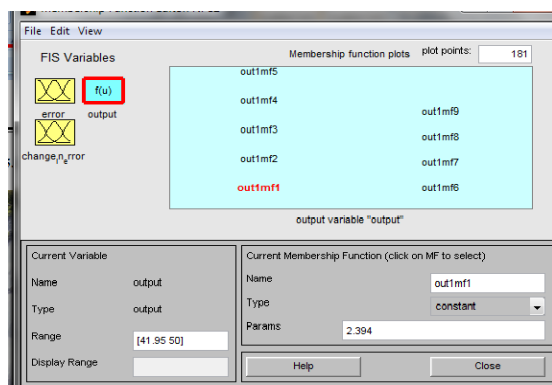 File Edit View
FIS Variables
Membership function plots
plot points:
181
f(u)
error
output
change_in_error
out1mf5
out1mf4
out1mf3
out1mf2
out1mf1
out1mf9
out1mf8
out1mf7
out1mf6
output variable "output"
Current Variable
Name output
Type output
Range [41.95 50]
Display Range
Current Membership Function (click on MF to select)
Name out1mf1
Type constant
Params 2.394
Help
Close